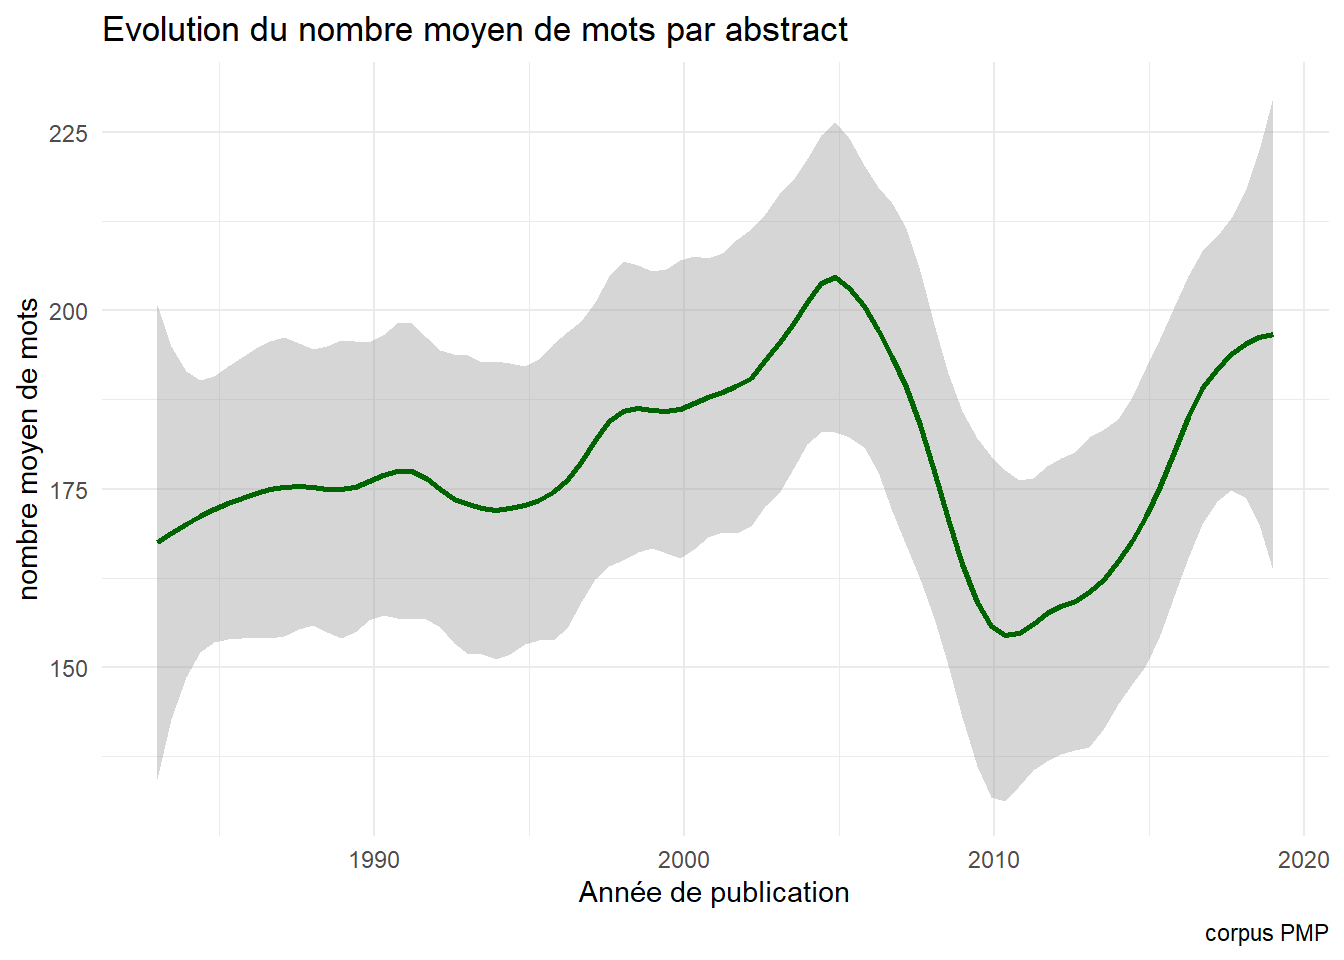 Evolution du nombre moyen de mots par abstract
nombre moyen de mots
225
200
175
150
1990
2000
2010
2020
Année de publication
corpus PMP